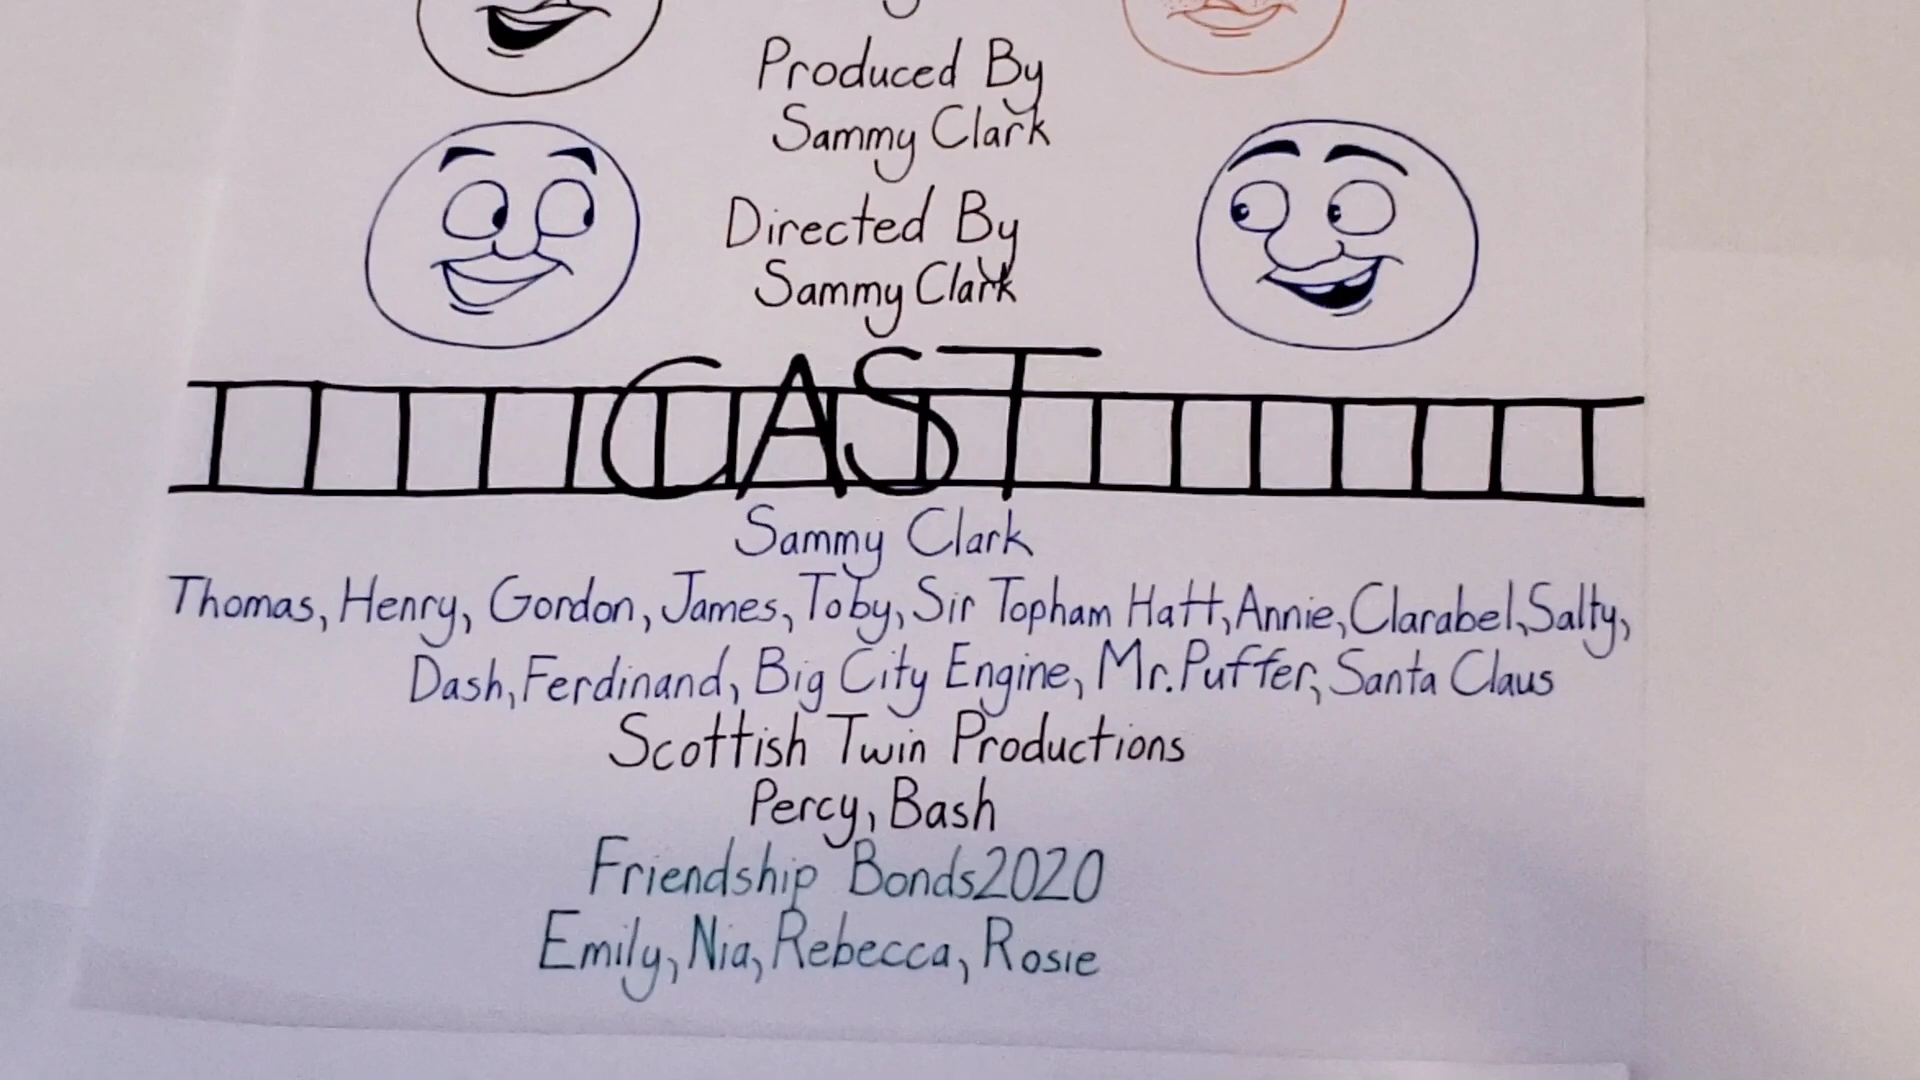 Produced By
Sammy Clark
Directed By
Sammy Clark
CAST
Sammy Clark
Thomas, Henry, Gordon, James, Toby, Sir Topham Hatt, Annie, Clarabel, Salty,
Dash, Ferdinand, Big City Engine, Mr. Puffer, Santa Claus
Scottish Twin Productions
Percy, Bash
Friendship Bonds2020
Emily, Nia, Rebecca, Rosie